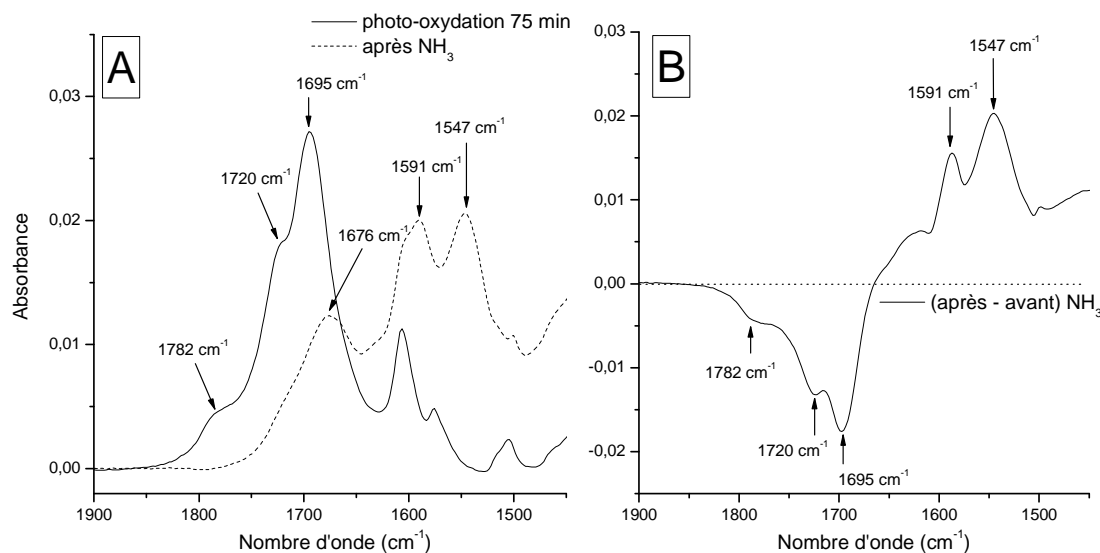 A
photo-oxydation 75 min
après NH₃
1695 cm⁻¹
1720 cm⁻¹
1782 cm⁻¹
1676 cm⁻¹
1591 cm⁻¹
1547 cm⁻¹
Absorbance
0,03
0,02
0,01
0,00
1900 1800 1700 1600 1500
Nombre d'onde (cm⁻¹)
B
1547 cm⁻¹
1591 cm⁻¹
(après - avant) NH₃
1782 cm⁻¹
1720 cm⁻¹
1695 cm⁻¹
0,03
0,02
0,01
0,00
-0,01
-0,02
1900 1800 1700 1600 1500
Nombre d'onde (cm⁻¹)